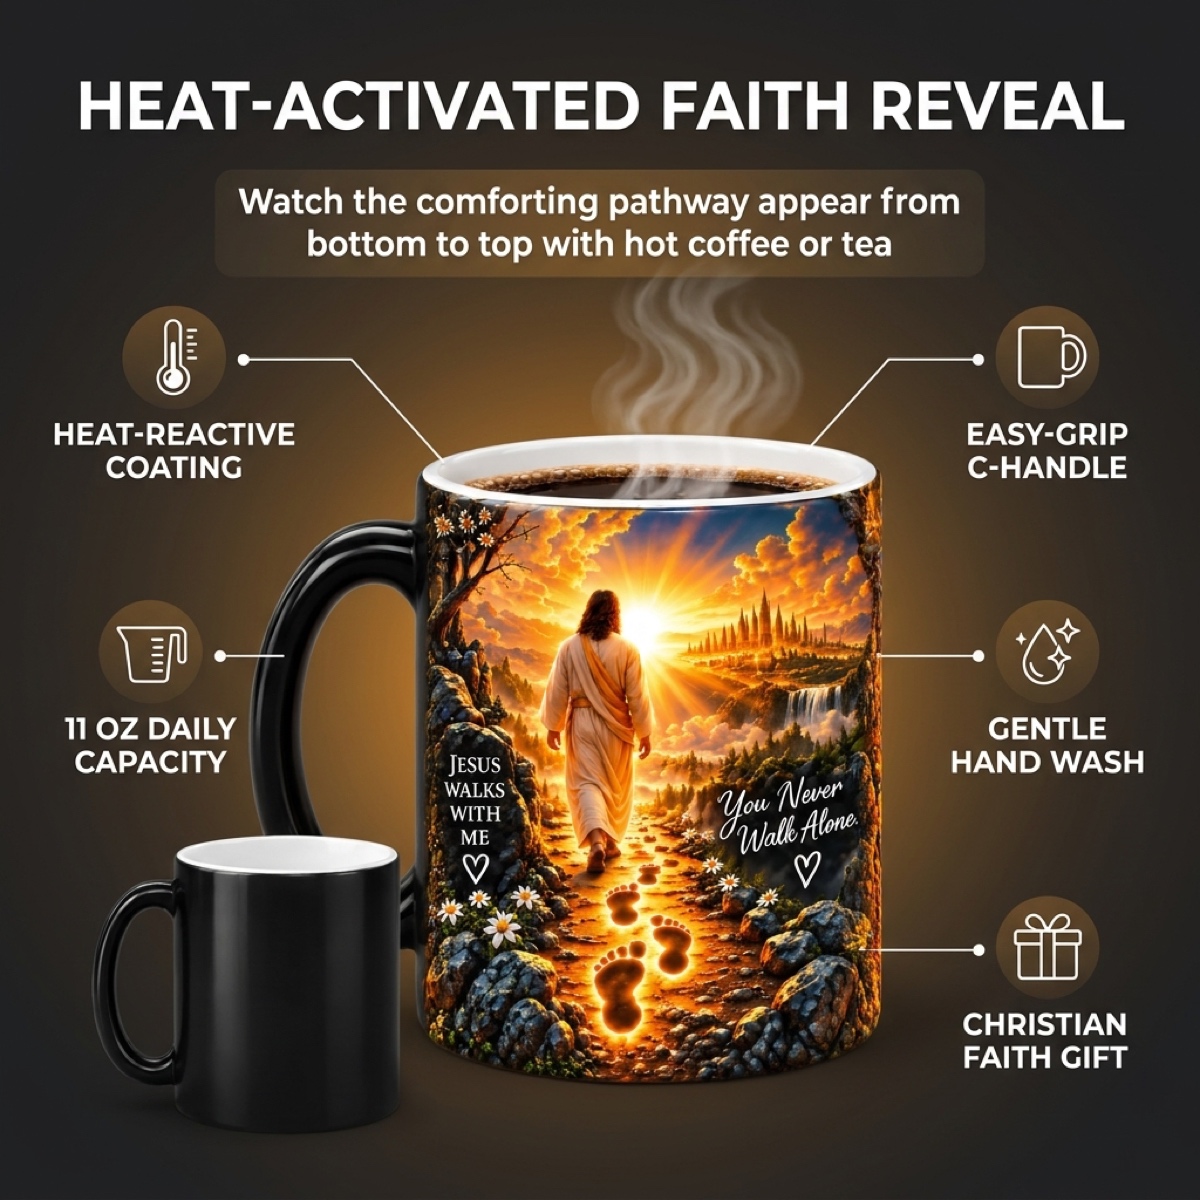 HEAT-ACTIVATED FAITH REVEAL
Watch the comforting pathway appear from
bottom to top with hot coffee or tea
HEAT-REACTIVE
COATING
EASY-GRIP
C-HANDLE
11 OZ DAILY
CAPACITY
GENTLE
HAND WASH
JESUS
WALKS
WITH
ME
You Never
Walk Alone.
CHRISTIAN
FAITH GIFT